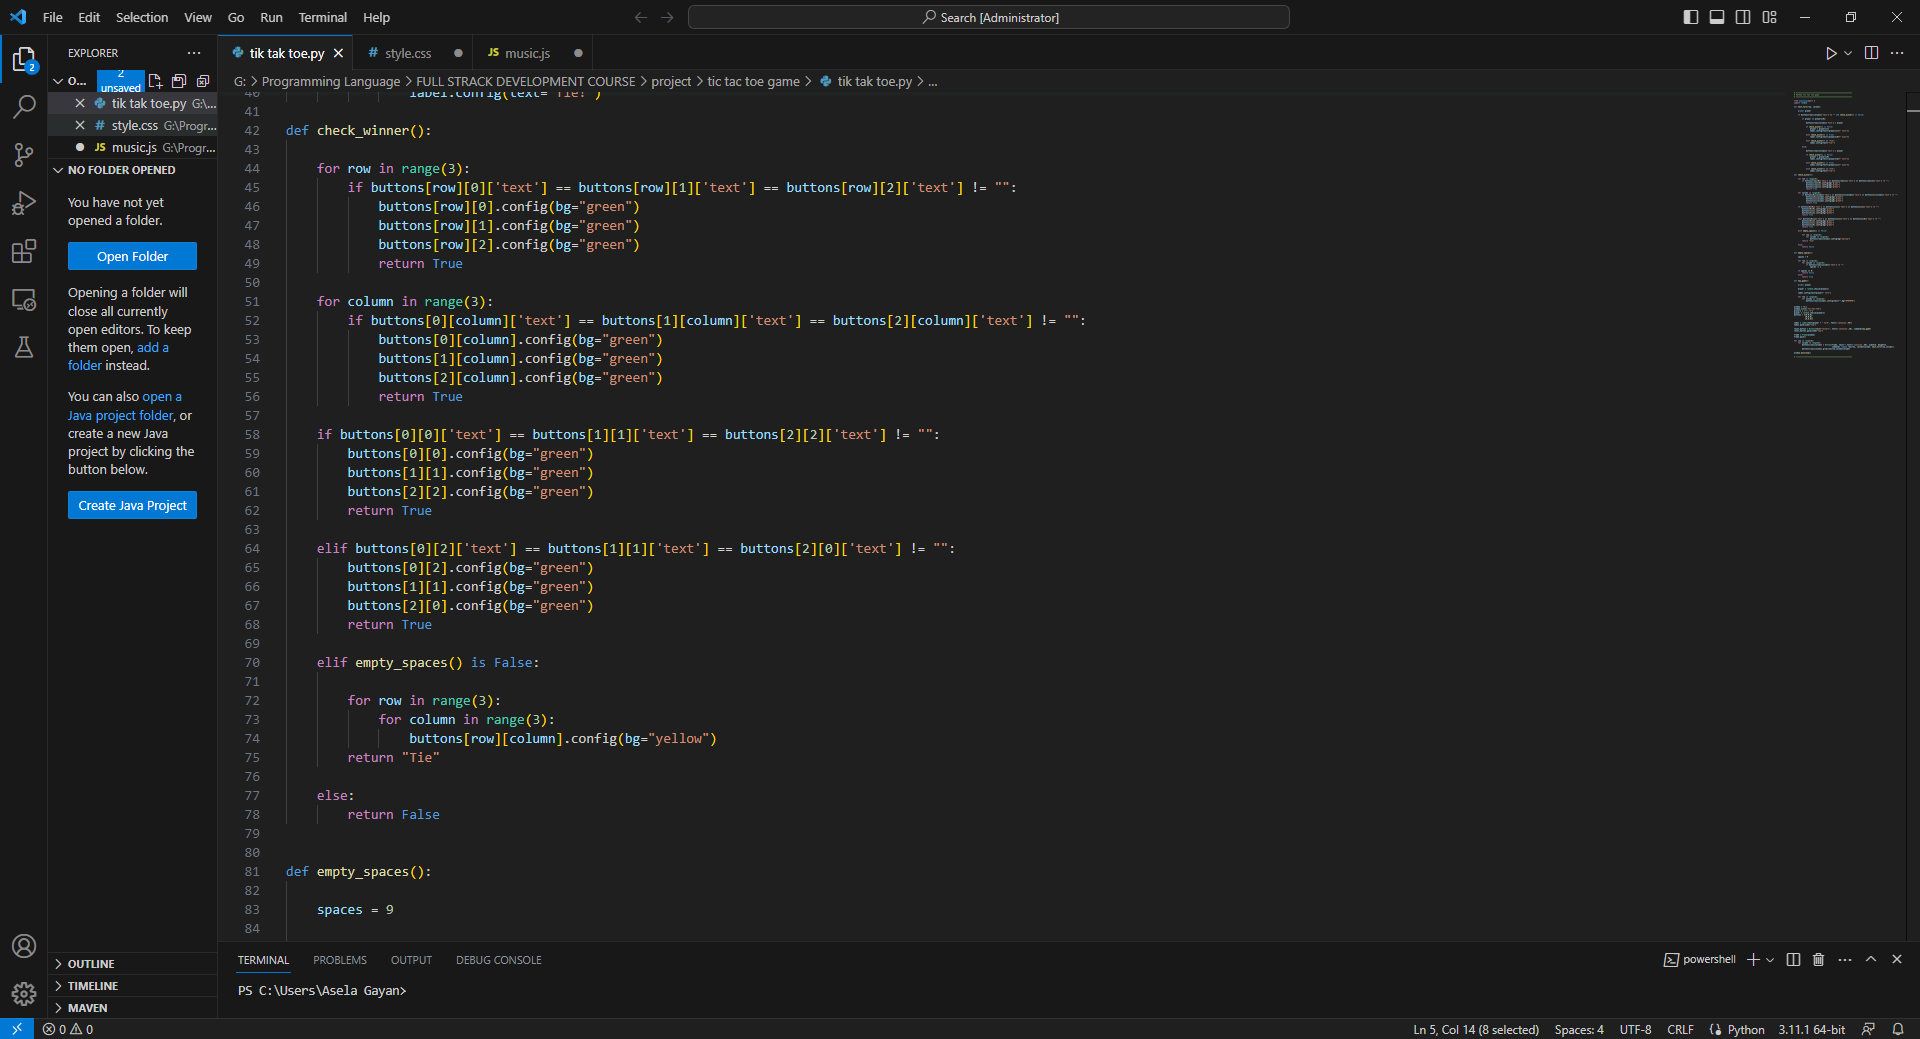 File Edit Selection View Go Run Terminal Help
Search [Administrator]
EXPLORER
tik tak toe.py
style.css
music.js
O... 2 unsaved
G: > Programming Language > FULL STRACK DEVELOPMENT COURSE > project > tic tac toe game > tik tak toe.py > ...
tik tak toe.py G:\...
style.css G:\Progr...
JS music.js G:\Progr...
NO FOLDER OPENED
You have not yet
opened a folder.
Open Folder
Opening a folder will
close all currently
open editors. To keep
them open, add a
folder instead.
You can also open a
Java project folder, or
create a new Java
project by clicking the
button below.
Create Java Project
OUTLINE
TIMELINE
MAVEN
40 label.config(text="Tie!")
41
42 def check_winner():
43
44 for row in range(3):
45 if buttons[row][0]['text'] == buttons[row][1]['text'] == buttons[row][2]['text'] != "":
46 buttons[row][0].config(bg="green")
47 buttons[row][1].config(bg="green")
48 buttons[row][2].config(bg="green")
49 return True
50
51 for column in range(3):
52 if buttons[0][column]['text'] == buttons[1][column]['text'] == buttons[2][column]['text'] != "":
53 buttons[0][column].config(bg="green")
54 buttons[1][column].config(bg="green")
55 buttons[2][column].config(bg="green")
56 return True
57
58 if buttons[0][0]['text'] == buttons[1][1]['text'] == buttons[2][2]['text'] != "":
59 buttons[0][0].config(bg="green")
60 buttons[1][1].config(bg="green")
61 buttons[2][2].config(bg="green")
62 return True
63
64 elif buttons[0][2]['text'] == buttons[1][1]['text'] == buttons[2][0]['text'] != "":
65 buttons[0][2].config(bg="green")
66 buttons[1][1].config(bg="green")
67 buttons[2][0].config(bg="green")
68 return True
69
70 elif empty_spaces() is False:
71
72 for row in range(3):
73 for column in range(3):
74 buttons[row][column].config(bg="yellow")
75 return "Tie"
76
77 else:
78 return False
79
80
81 def empty_spaces():
82
83 spaces = 9
84
TERMINAL PROBLEMS OUTPUT DEBUG CONSOLE
powershell
PS C:\Users\Asela Gayan>
0 0
Ln 5, Col 14 (8 selected) Spaces: 4 UTF-8 CRLF Python 3.11.1 64-bit